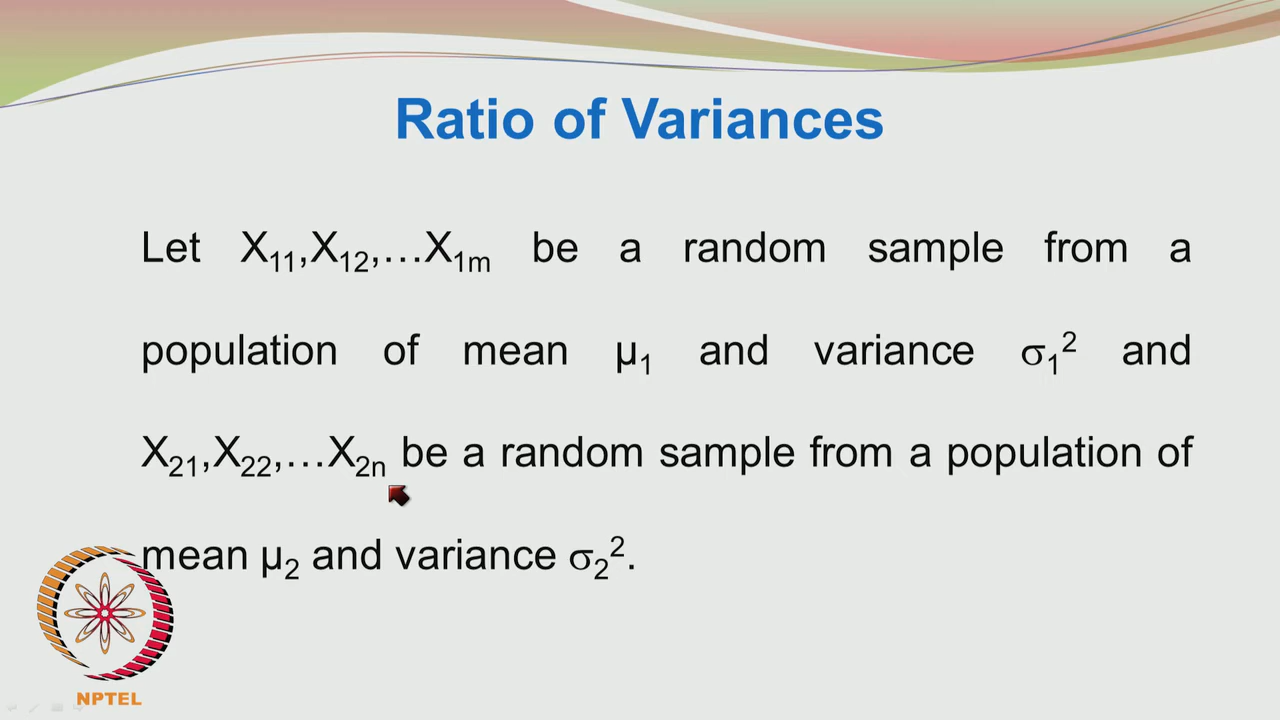 Ratio of Variances
Let X₁₁,X₁₂,…X₁ₘ be a random sample from a
population of mean µ₁ and variance σ₁² and
X₂₁,X₂₂,…X₂ₙ be a random sample from a population of
mean µ₂ and variance σ₂².
NPTEL